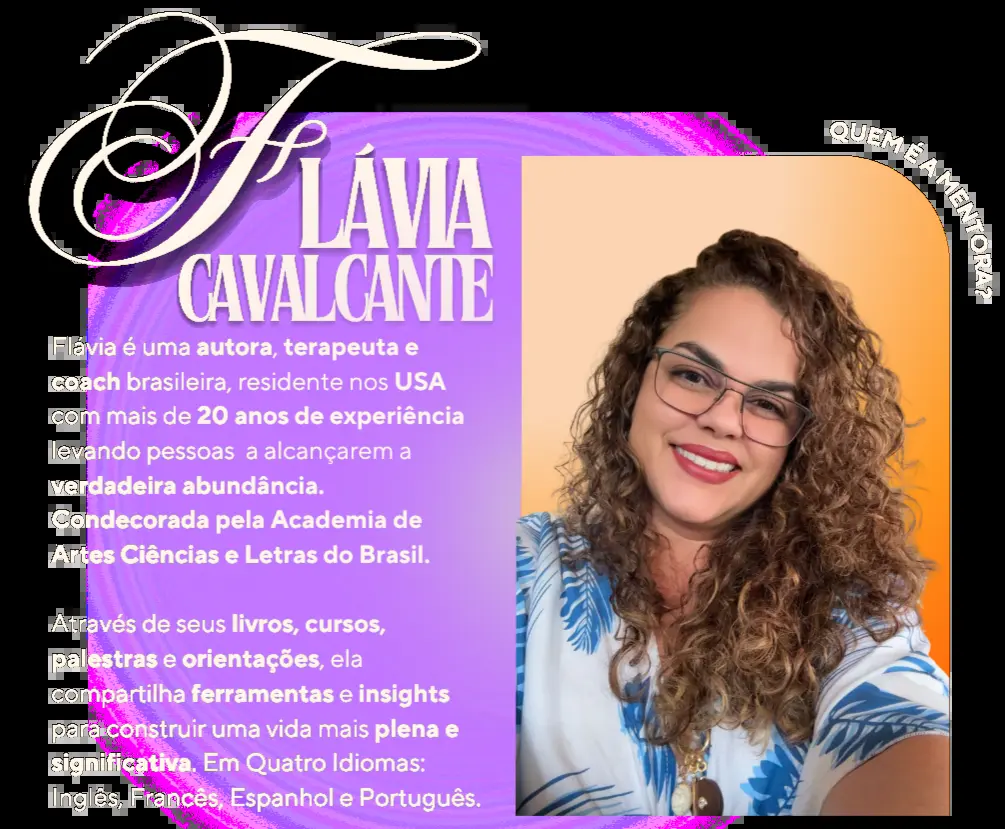 FLÁVIA
CAVALCANTE
QUEM É A MENTORA?
Flávia é uma autora, terapeuta e
coach brasileira, residente nos USA
com mais de 20 anos de experiência
levando pessoas  a alcançarem a
verdadeira abundância.
Condecorada pela Academia de
Artes Ciências e Letras do Brasil.
Através de seus livros, cursos,
palestras e orientações, ela
compartilha ferramentas e insights
para construir uma vida mais plena e
significativa. Em Quatro Idiomas:
Inglês, Francês, Espanhol e Português.